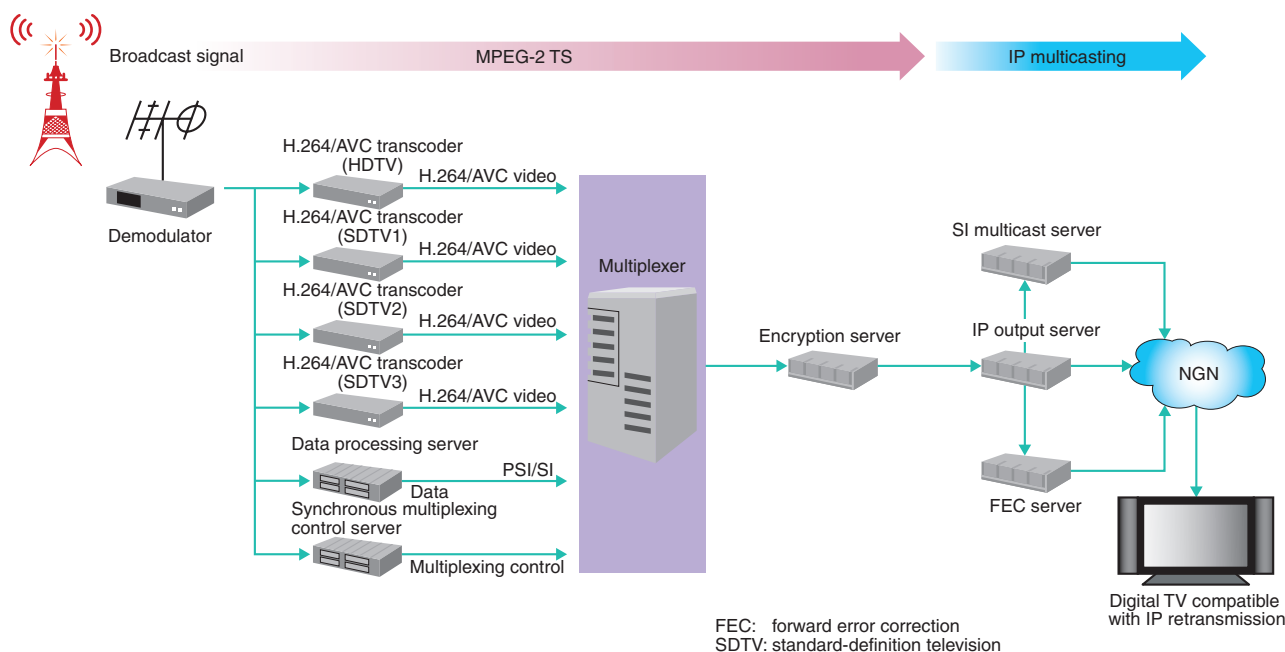 Broadcast signal
MPEG-2 TS
IP multicasting
Demodulator
H.264/AVC transcoder
(HDTV)
H.264/AVC video
H.264/AVC transcoder
(SDTV1)
H.264/AVC video
H.264/AVC transcoder
(SDTV2)
H.264/AVC video
H.264/AVC transcoder
(SDTV3)
H.264/AVC video
Data processing server
PSI/SI
Data
Synchronous multiplexing
control server
Multiplexing control
Multiplexer
Encryption server
SI multicast server
IP output server
FEC server
NGN
Digital TV compatible
with IP retransmission
FEC: forward error correction
SDTV: standard-definition television